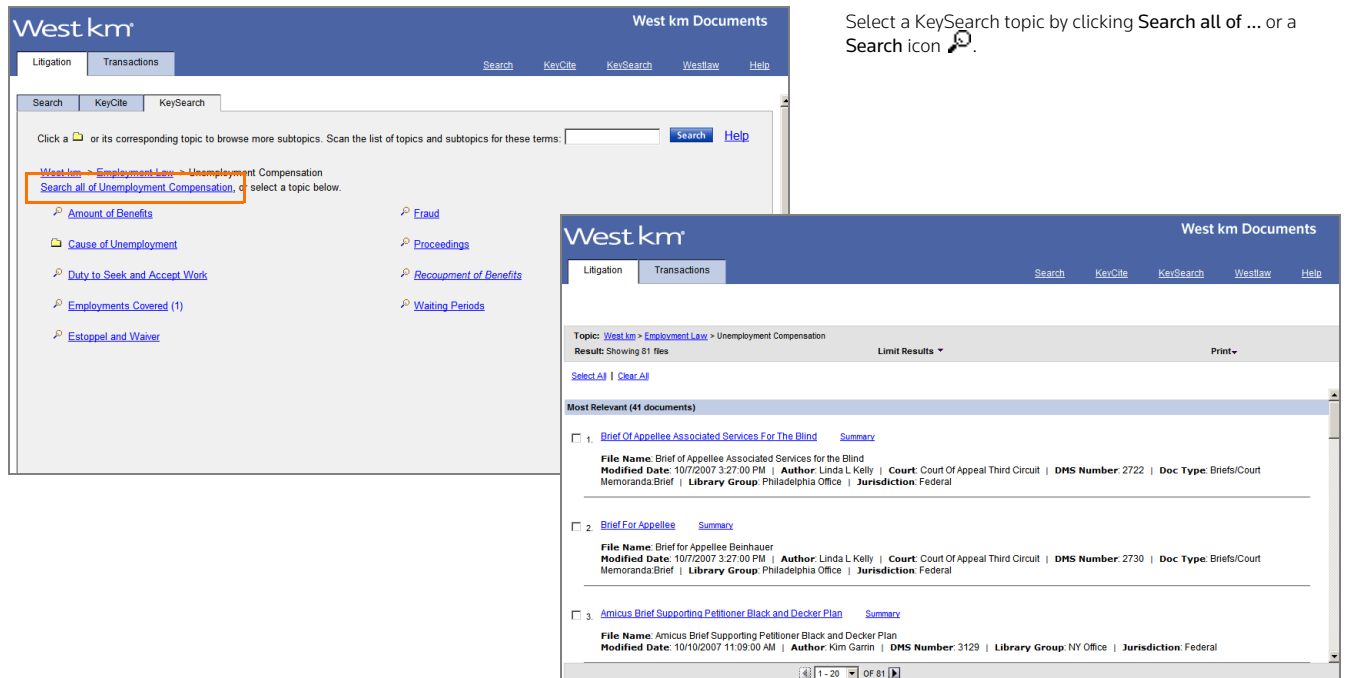 West km
West km Documents
Litigation
Transactions
Search
KeyCite
KeySearch
Westlaw
Help
Search
KeyCite
KeySearch
Click a or its corresponding topic to browse more subtopics. Scan the list of topics and subtopics for these terms:
Search
Help
West km > Employment Law > Unemployment Compensation
Search all of Unemployment Compensation, or select a topic below.
Amount of Benefits
Fraud
Cause of Unemployment
Proceedings
Duty to Seek and Accept Work
Recoupment of Benefits
Employments Covered (1)
Waiting Periods
Estoppel and Waiver
Select a KeySearch topic by clicking Search all of ... or a
Search icon .
West km
West km Documents
Litigation
Transactions
Search
KeyCite
KeySearch
Westlaw
Help
Topic: West km > Employment Law > Unemployment Compensation
Result: Showing 81 files
Limit Results
Print
Select All | Clear All
Most Relevant (41 documents)
1. Brief Of Appellee Associated Services For The Blind Summary
File Name: Brief of Appellee Associated Services for the Blind
Modified Date: 10/7/2007 3:27:00 PM | Author: Linda L Kelly | Court: Court Of Appeal Third Circuit | DMS Number: 2722 | Doc Type: Briefs/Court
Memoranda:Brief | Library Group: Philadelphia Office | Jurisdiction: Federal
2. Brief For Appellee Summary
File Name: Brief for Appellee Beinhauer
Modified Date: 10/7/2007 3:27:00 PM | Author: Linda L Kelly | Court: Court Of Appeal Third Circuit | DMS Number: 2730 | Doc Type: Briefs/Court
Memoranda:Brief | Library Group: Philadelphia Office | Jurisdiction: Federal
3. Amicus Brief Supporting Petitioner Black and Decker Plan Summary
File Name: Amicus Brief Supporting Petitioner Black and Decker Plan
Modified Date: 10/10/2007 11:09:00 AM | Author: Kim Garrin | DMS Number: 3129 | Library Group: NY Office | Jurisdiction: Federal
1 - 20 OF 81